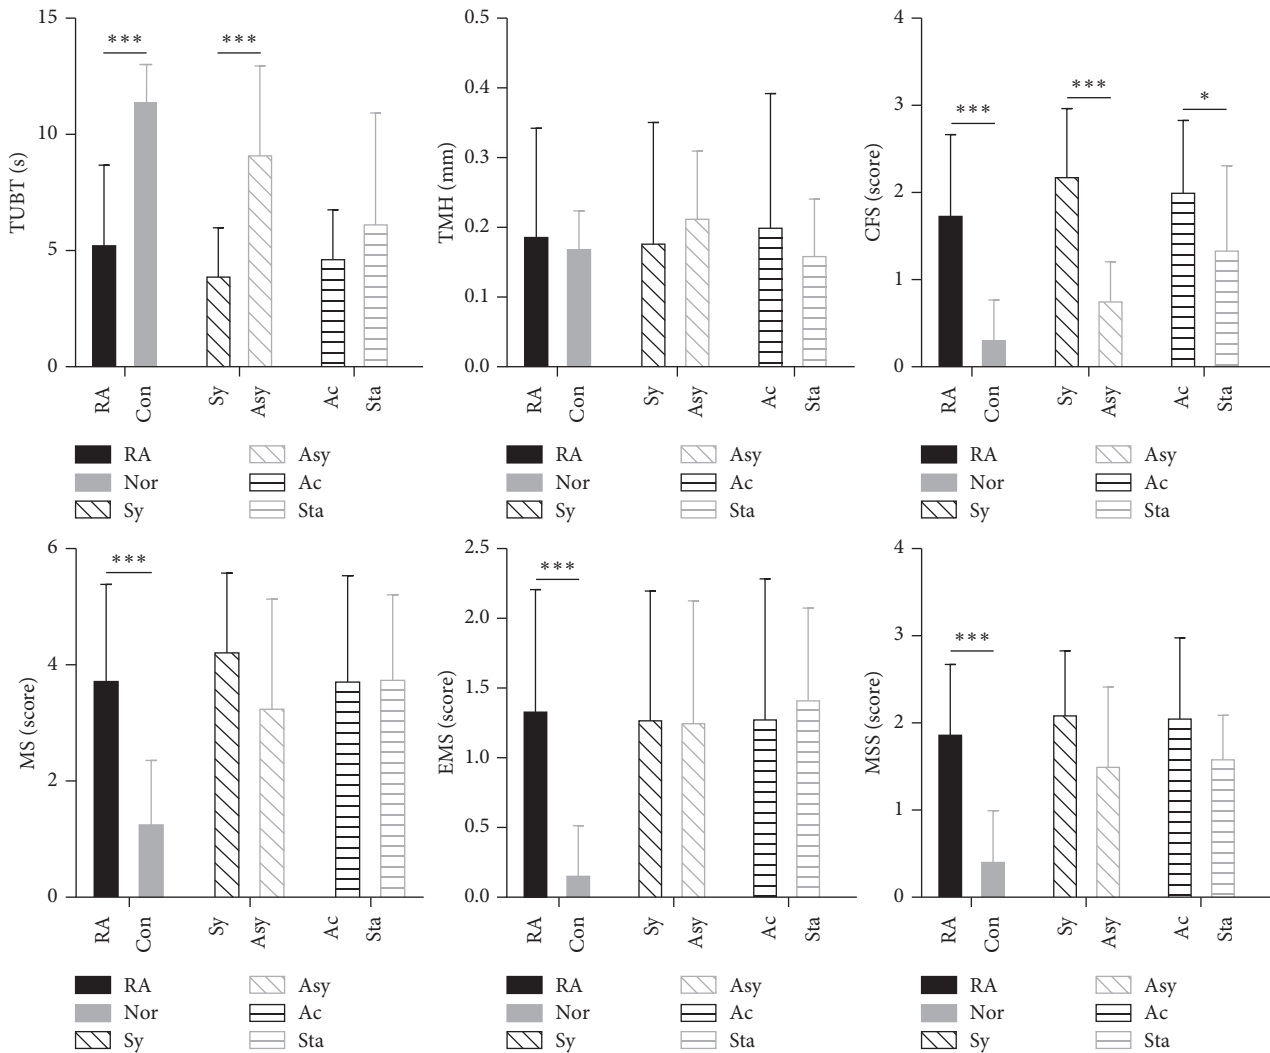 15
10
5
0
TUBT (s)
***
***
RA
Con
Sy
Asy
Ac
Sta
RA
Nor
Sy
Asy
Ac
Sta
0.5
0.4
0.3
0.2
0.1
0.0
TMH (mm)
RA
Con
Sy
Asy
Ac
Sta
RA
Nor
Sy
Asy
Ac
Sta
4
3
2
1
0
CFS (score)
***
***
*
RA
Con
Sy
Asy
Ac
Sta
RA
Nor
Sy
Asy
Ac
Sta
6
4
2
0
MS (score)
***
RA
Con
Sy
Asy
Ac
Sta
RA
Nor
Sy
Asy
Ac
Sta
2.5
2.0
1.5
1.0
0.5
0.0
EMS (score)
***
RA
Con
Sy
Asy
Ac
Sta
RA
Nor
Sy
Asy
Ac
Sta
4
3
2
1
0
MSS (score)
***
RA
Con
Sy
Asy
Ac
Sta
RA
Nor
Sy
Asy
Ac
Sta